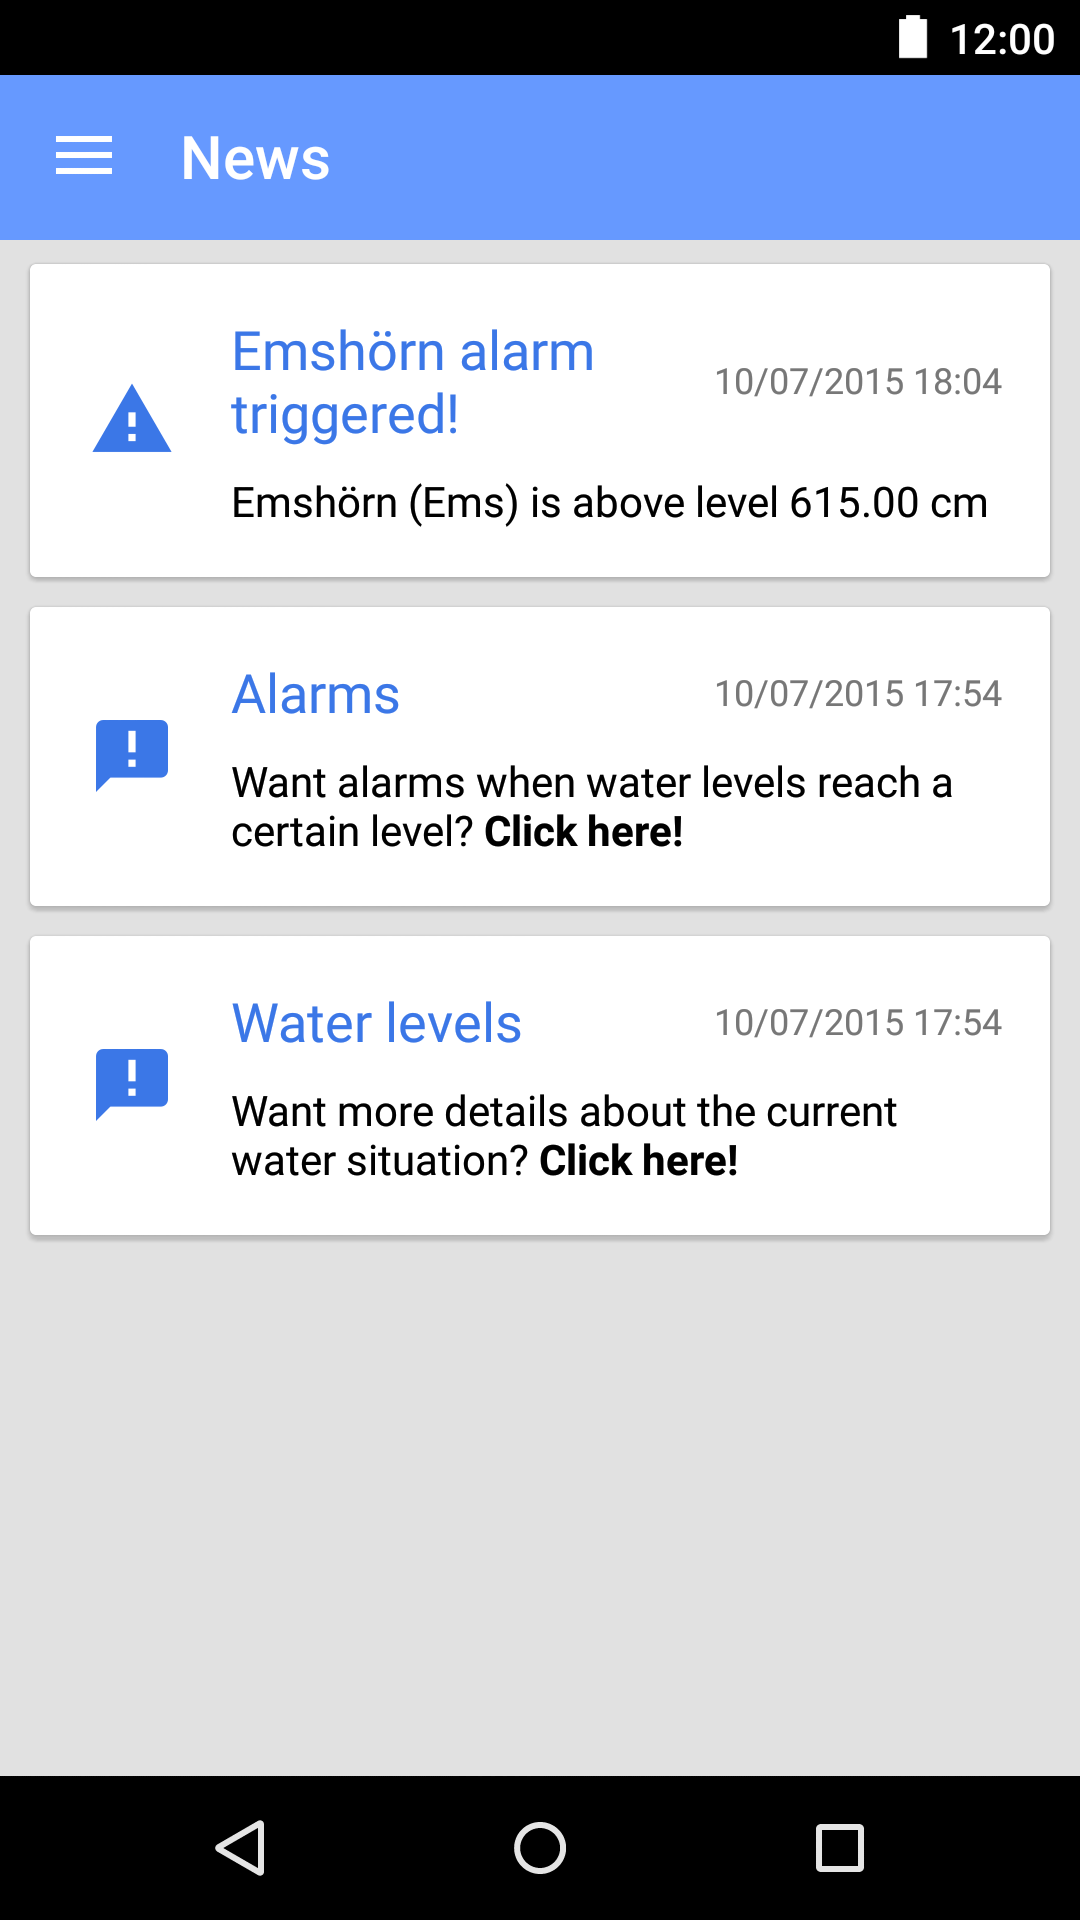 12:00
News
Emshörn alarm
triggered!
10/07/2015 18:04
Emshörn (Ems) is above level 615.00 cm
Alarms
10/07/2015 17:54
Want alarms when water levels reach a
certain level? Click here!
Water levels
10/07/2015 17:54
Want more details about the current
water situation? Click here!